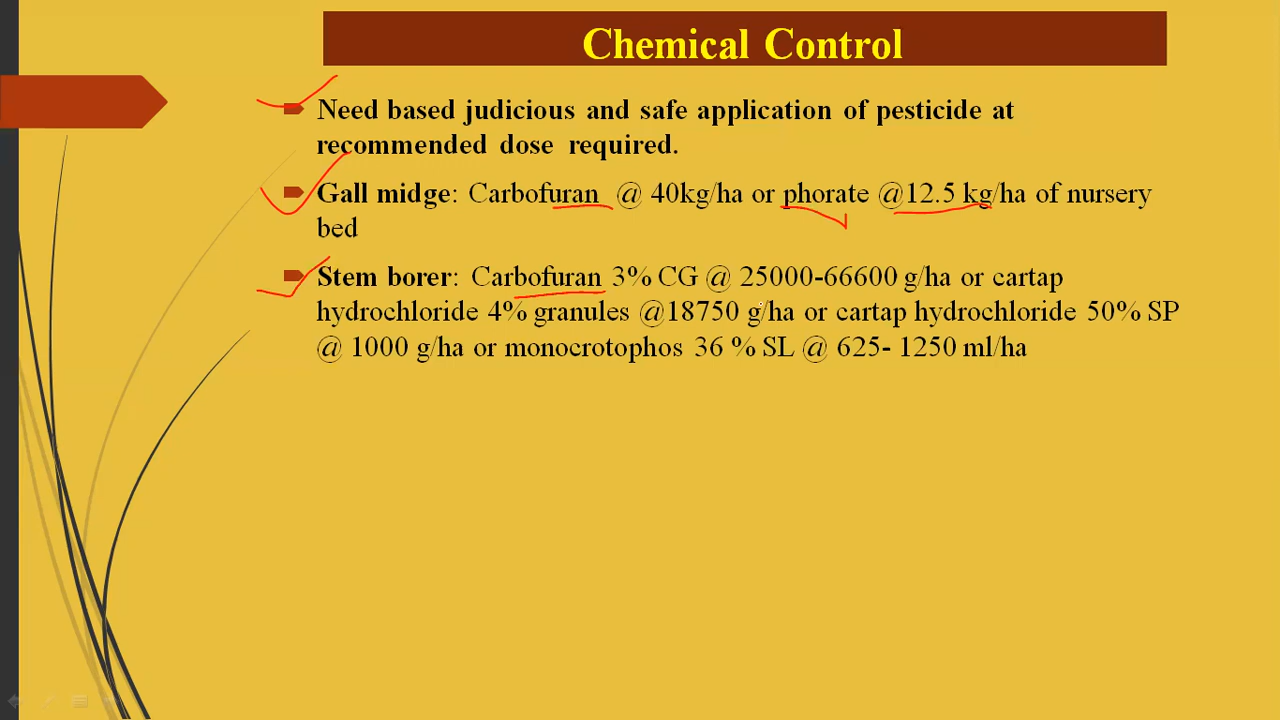 Chemical Control
Need based judicious and safe application of pesticide at
recommended dose required.
Gall midge: Carbofuran @ 40kg/ha or phorate @12.5 kg/ha of nursery
bed
Stem borer: Carbofuran 3% CG @ 25000-66600 g/ha or cartap
hydrochloride 4% granules @18750 g/ha or cartap hydrochloride 50% SP
@ 1000 g/ha or monocrotophos 36 % SL @ 625- 1250 ml/ha